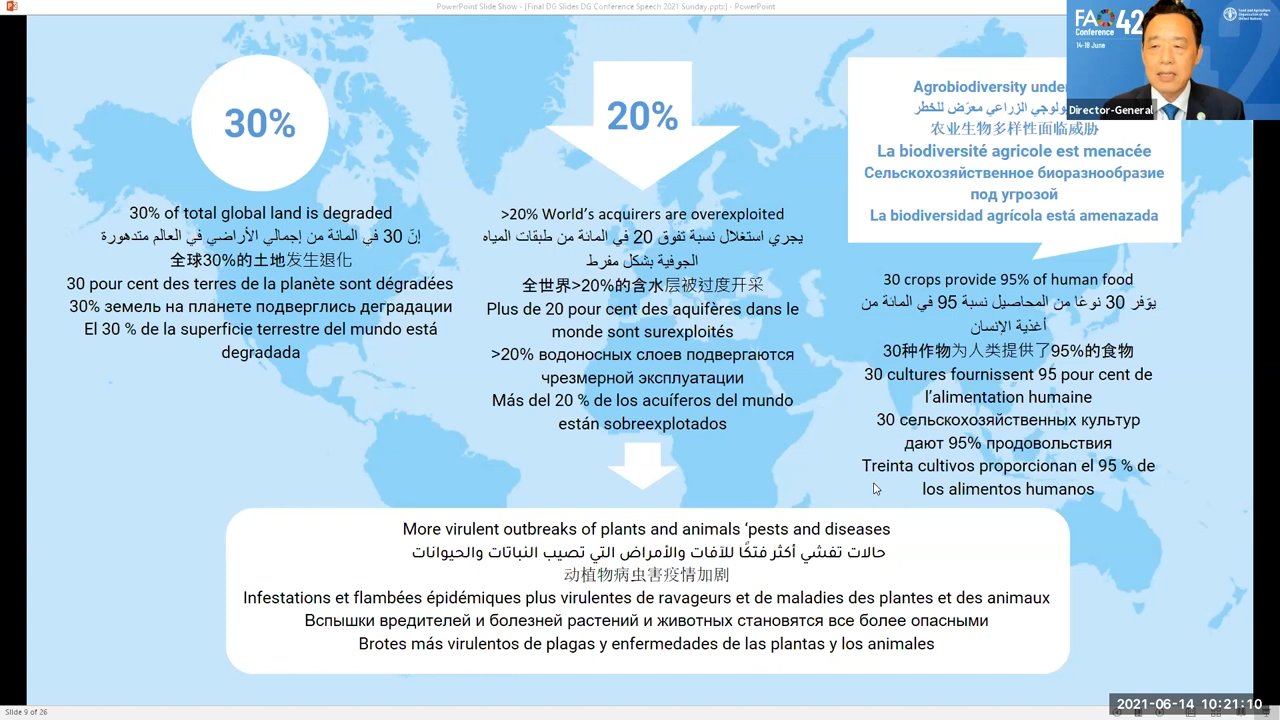 PowerPoint Slide Show - [Final DG Slides DG Conference Speech 2021 Sunday.pptx] - PowerPoint
FAO
Conference
42
14-18 June
Food and Agriculture
Organization of the
United Nations
Director-General
30%
30% of total global land is degraded
إنّ 30 في المائة من إجمالي الأراضي في العالم متدهورة
全球30%的土地发生退化
30 pour cent des terres de la planète sont dégradées
30% земель на планете подверглись деградации
El 30 % de la superficie terrestre del mundo está
degradada
20%
>20% World’s acquirers are overexploited
يجري استغلال نسبة تفوق 20 في المائة من طبقات المياه
الجوفية بشكل مفرط
全世界>20%的含水层被过度开采
Plus de 20 pour cent des aquifères dans le
monde sont surexploités
>20% водоносных слоев подвергаются
чрезмерной эксплуатации
Más del 20 % de los acuíferos del mundo
están sobreexplotados
Agrobiodiversity under
ولوجي الزراعي معرّض للخطر
农业生物多样性面临威胁
La biodiversité agricole est menacée
Сельскохозяйственное биоразнообразие
под угрозой
La biodiversidad agrícola está amenazada
30 crops provide 95% of human food
يوّفر 30 نوعًا من المحاصيل نسبة 95 في المائة من
أغذية الإنسان
30种作物为人类提供了95%的食物
30 cultures fournissent 95 pour cent de
l’alimentation humaine
30 сельскохозяйственных культур
дают 95% продовольствия
Treinta cultivos proporcionan el 95 % de
los alimentos humanos
More virulent outbreaks of plants and animals ‘pests and diseases
حالات تفشي أكثر فتكًا للآفات والأمراض التي تصيب النباتات والحيوانات
动植物病虫害疫情加剧
Infestations et flambées épidémiques plus virulentes de ravageurs et de maladies des plantes et des animaux
Вспышки вредителей и болезней растений и животных становятся все более опасными
Brotes más virulentos de plagas y enfermedades de las plantas y los animales
2021-06-14 10:21:10
Slide 9 of 26